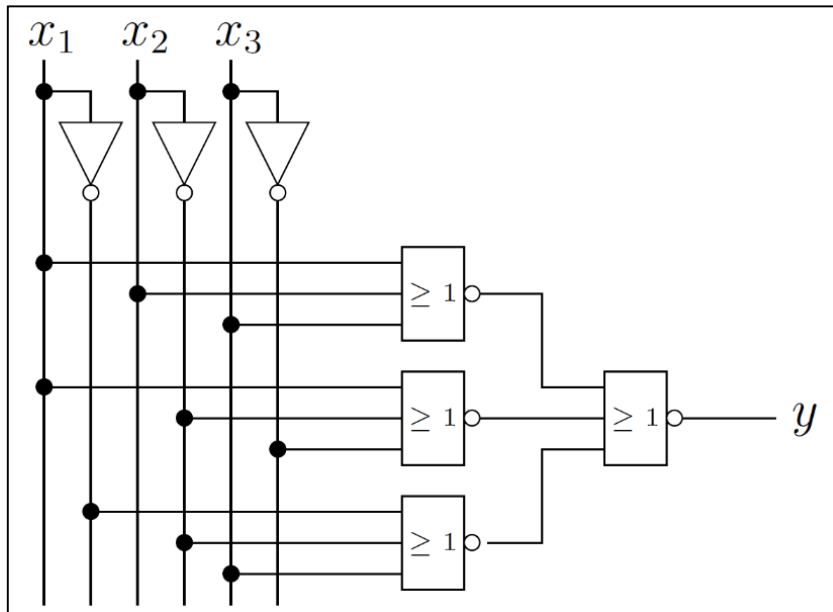 x₁ x₂ x₃
≥ 1
≥ 1
≥ 1 y
≥ 1